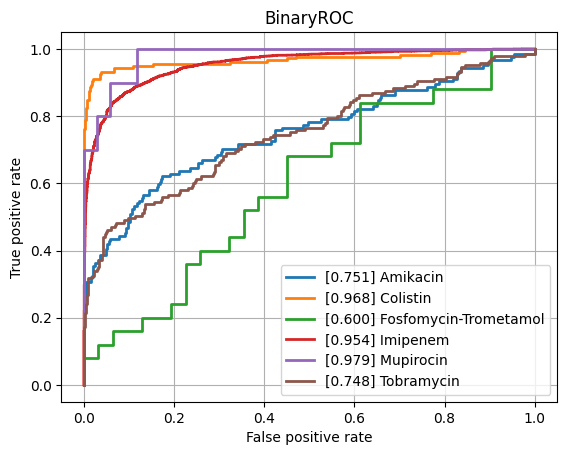 BinaryROC
True positive rate
1.0
0.8
0.6
0.4
0.2
0.0
[0.751] Amikacin
[0.968] Colistin
[0.600] Fosfomycin-Trometamol
[0.954] Imipenem
[0.979] Mupirocin
[0.748] Tobramycin
0.0 0.2 0.4 0.6 0.8 1.0
False positive rate